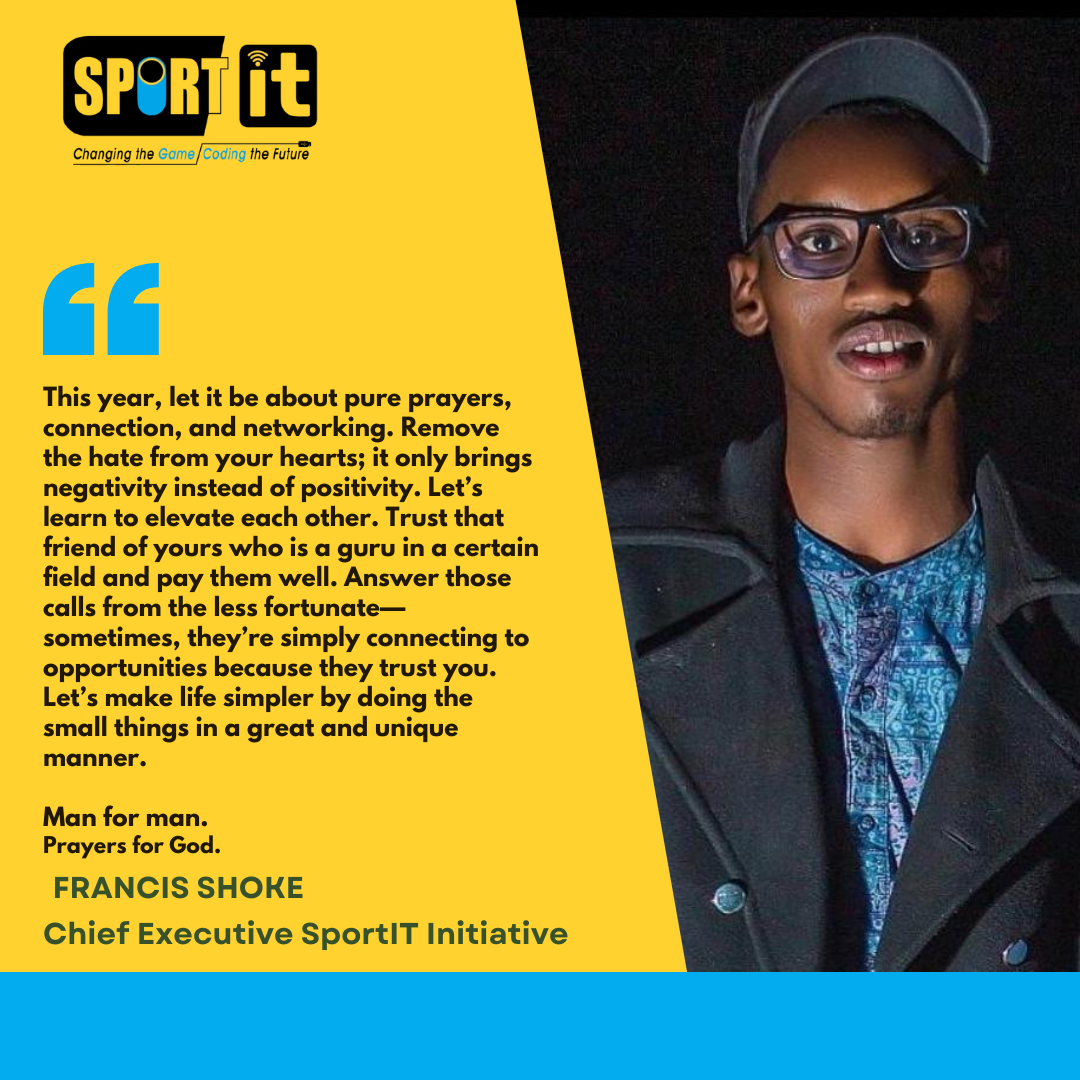 SPORT it
Changing the Game/Coding the Future
This year, let it be about pure prayers,
connection, and networking. Remove
the hate from your hearts; it only brings
negativity instead of positivity. Let's
learn to elevate each other. Trust that
friend of yours who is a guru in a certain
field and pay them well. Answer those
calls from the less fortunate—
sometimes, they're simply connecting to
opportunities because they trust you.
Let's make life simpler by doing the
small things in a great and unique
manner.
Man for man.
Prayers for God.
FRANCIS SHOKE
Chief Executive SportIT Initiative